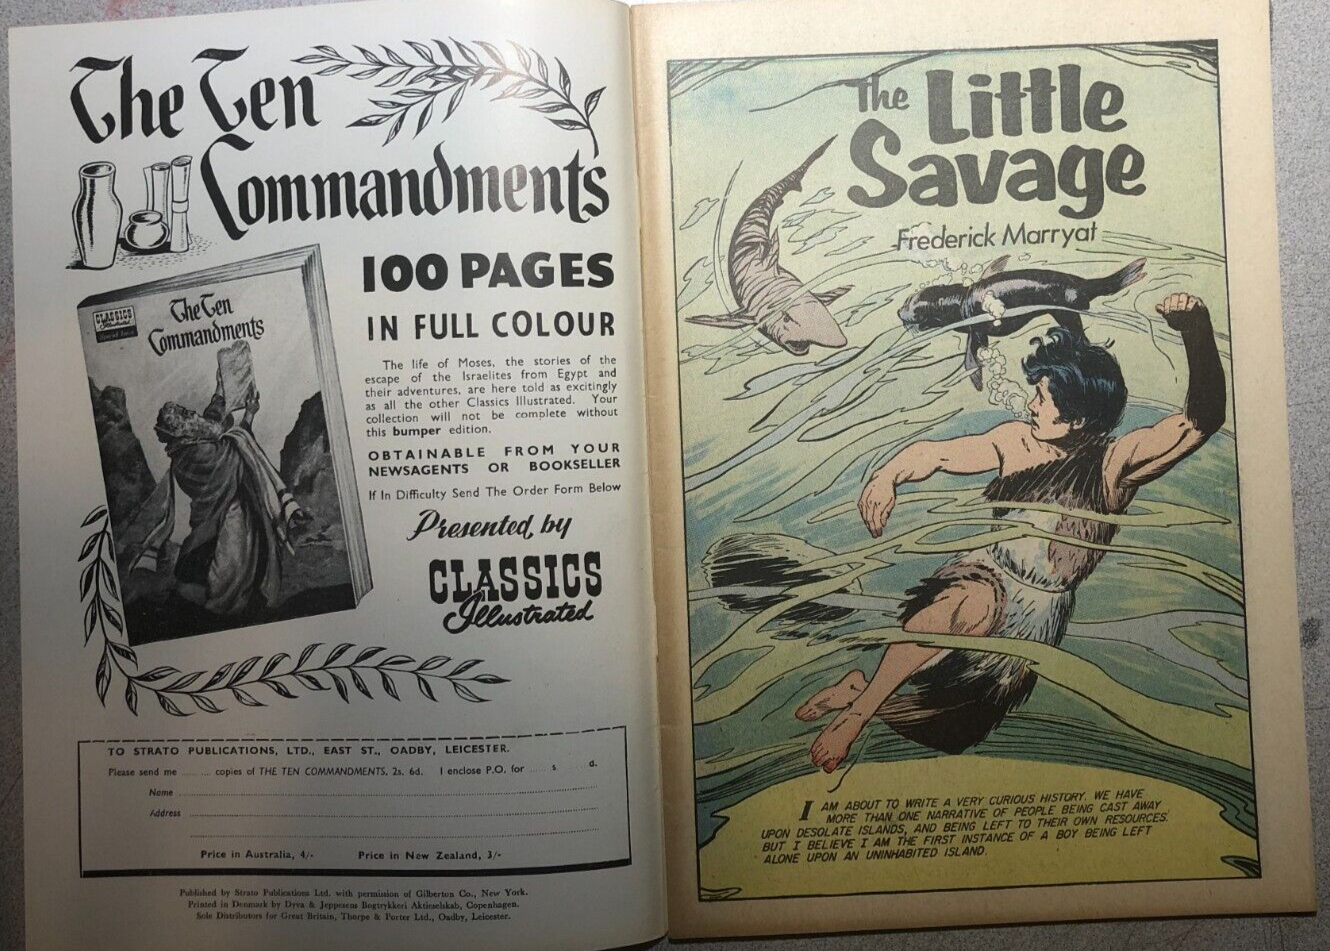 The Ten
Commandments
100 PAGES
IN FULL COLOUR
CLASSICS
Illustrated
The Ten
Commandments
The life of Moses, the stories of the
escape of the Israelites from Egypt and
their adventures, are here told as excitingly
as all the other Classics Illustrated. Your
collection will not be complete without
this bumper edition.
OBTAINABLE FROM YOUR
NEWSAGENTS OR BOOKSELLER
If In Difficulty Send The Order Form Below
Presented by
CLASSICS
Illustrated
TO STRATO PUBLICATIONS, LTD., EAST ST., OADBY, LEICESTER.
Please send me ........ copies of THE TEN COMMANDMENTS, 2s. 6d. I enclose P.O. for ...... s. d.
Name
Address
Price in Australia, 4/- Price in New Zealand, 3/-
Published by Strato Publications Ltd. with permission of Gilberton Co., New York.
Printed in Denmark by Dyva & Jeppesens Bogtrykkeri Aktieselskab, Copenhagen.
Sole Distributors for Great Britain, Thorpe & Porter Ltd., Oadby, Leicester.
The Little
Savage
Frederick Marryat
I AM ABOUT TO WRITE A VERY CURIOUS HISTORY. WE HAVE
MORE THAN ONE NARRATIVE OF PEOPLE BEING CAST AWAY
UPON DESOLATE ISLANDS, AND BEING LEFT TO THEIR OWN RESOURCES.
BUT I BELIEVE I AM THE FIRST INSTANCE OF A BOY BEING LEFT
ALONE UPON AN UNINHABITED ISLAND.